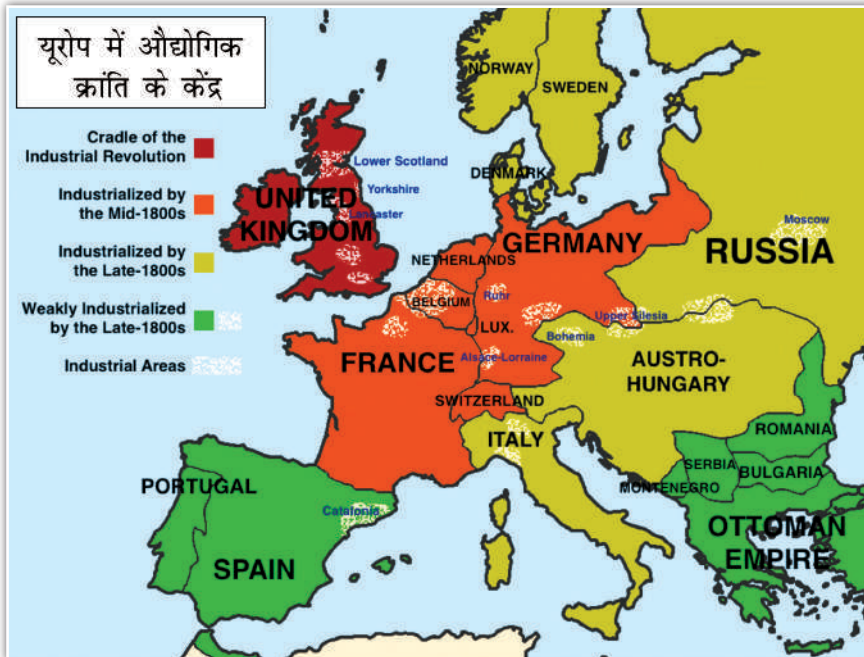 यूरोप में औद्योगिक
क्रांति के केंद्र
Cradle of the
Industrial Revolution
Industrialized by
the Mid-1800s
Industrialized by
the Late-1800s
Weakly Industrialized
by the Late-1800s
Industrial Areas
NORWAY
SWEDEN
DENMARK
Lower Scotland
Yorkshire
Lancaster
UNITED
KINGDOM
Moscow
RUSSIA
GERMANY
NETHERLANDS
BELGIUM
Ruhr
LUX.
Upper Silesia
Bohemia
Alsace-Lorraine
FRANCE
AUSTRO-
HUNGARY
SWITZERLAND
ITALY
ROMANIA
SERBIA
BULGARIA
MONTENEGRO
PORTUGAL
Catalonia
SPAIN
OTTOMAN
EMPIRE